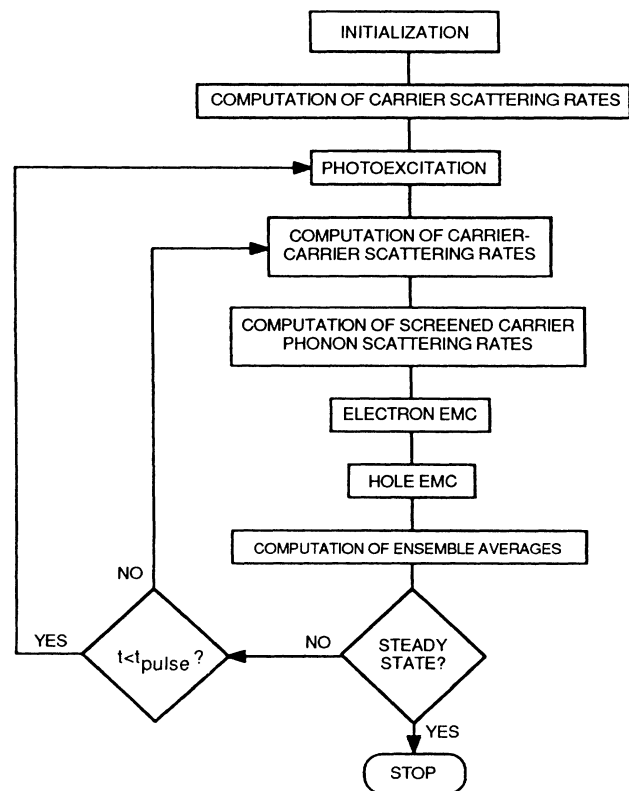 INITIALIZATION
COMPUTATION OF CARRIER SCATTERING RATES
PHOTOEXCITATION
COMPUTATION OF CARRIER-
CARRIER SCATTERING RATES
COMPUTATION OF SCREENED CARRIER
PHONON SCATTERING RATES
ELECTRON EMC
HOLE EMC
COMPUTATION OF ENSEMBLE AVERAGES
NO
YES
t<tpulse ?
NO
STEADY
STATE?
YES
STOP